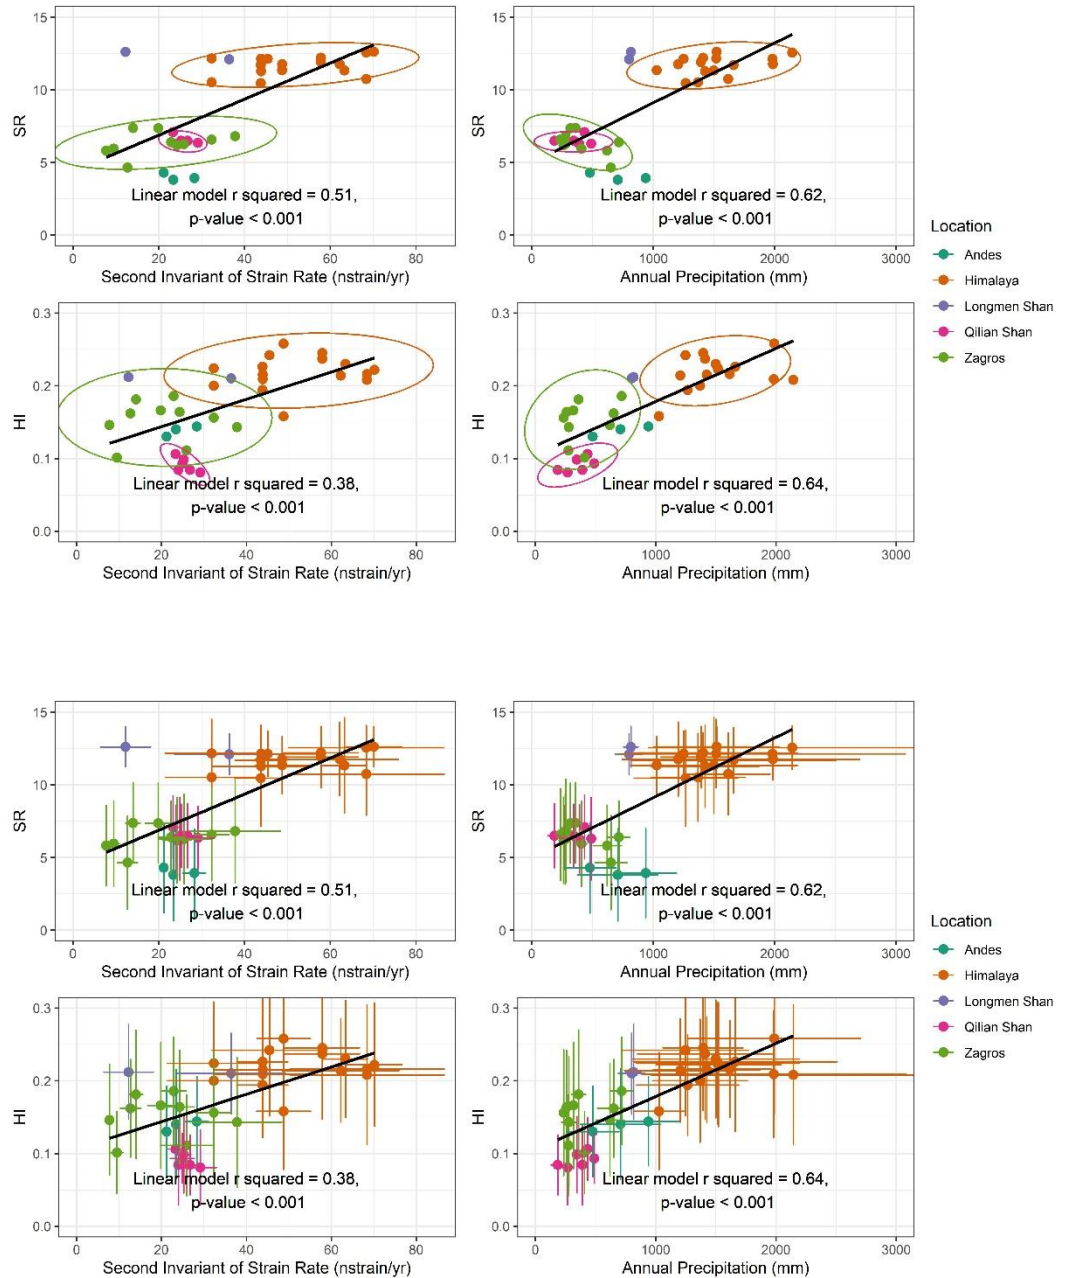 15
10
5
0
SR
Linear model r squared = 0.51,
p-value < 0.001
0 20 40 60 80
Second Invariant of Strain Rate (nstrain/yr)
15
10
5
0
SR
Linear model r squared = 0.62,
p-value < 0.001
0 1000 2000 3000
Annual Precipitation (mm)
0.3
0.2
0.1
0.0
HI
Linear model r squared = 0.38,
p-value < 0.001
0 20 40 60 80
Second Invariant of Strain Rate (nstrain/yr)
0.3
0.2
0.1
0.0
HI
Linear model r squared = 0.64,
p-value < 0.001
0 1000 2000 3000
Annual Precipitation (mm)
Location
Andes
Himalaya
Longmen Shan
Qilian Shan
Zagros
15
10
5
0
SR
Linear model r squared = 0.51,
p-value < 0.001
0 20 40 60 80
Second Invariant of Strain Rate (nstrain/yr)
15
10
5
0
SR
Linear model r squared = 0.62,
p-value < 0.001
0 1000 2000 3000
Annual Precipitation (mm)
0.3
0.2
0.1
0.0
HI
Linear model r squared = 0.38,
p-value < 0.001
0 20 40 60 80
Second Invariant of Strain Rate (nstrain/yr)
0.3
0.2
0.1
0.0
HI
Linear model r squared = 0.64,
p-value < 0.001
0 1000 2000 3000
Annual Precipitation (mm)
Location
Andes
Himalaya
Longmen Shan
Qilian Shan
Zagros